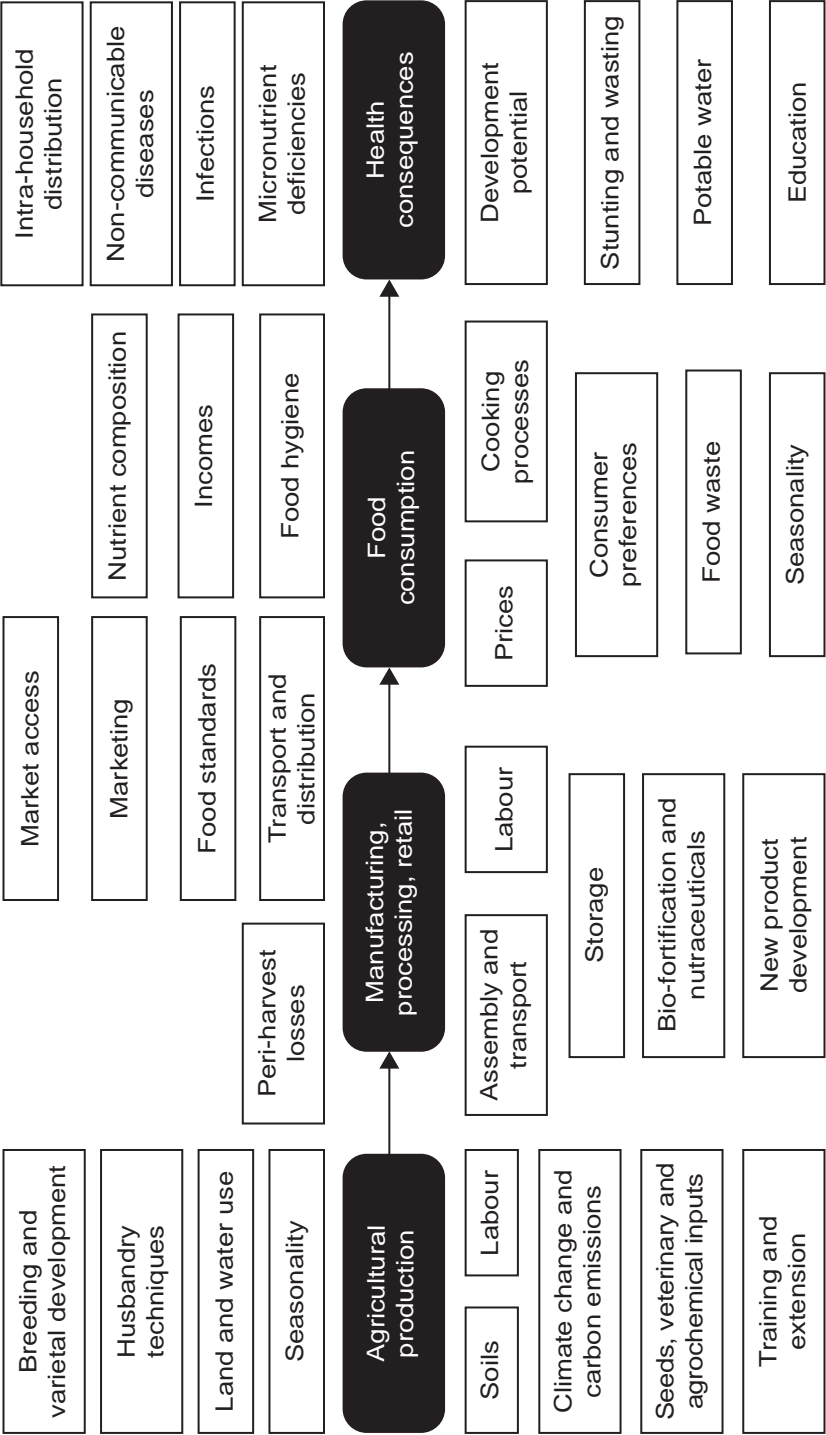 Breeding and
varietal development
Husbandry
techniques
Land and water use
Seasonality
Peri-harvest
losses
Market access
Marketing
Food standards
Transport and
distribution
Nutrient composition
Incomes
Food hygiene
Intra-household
distribution
Non-communicable
diseases
Infections
Micronutrient
deficiencies
Agricultural
production
Manufacturing,
processing, retail
Food
consumption
Health
consequences
Soils
Labour
Climate change and
carbon emissions
Seeds, veterinary and
agrochemical inputs
Training and
extension
Assembly and
transport
Labour
Storage
Bio-fortification and
nutraceuticals
New product
development
Prices
Cooking
processes
Consumer
preferences
Food waste
Seasonality
Development
potential
Stunting and wasting
Potable water
Education